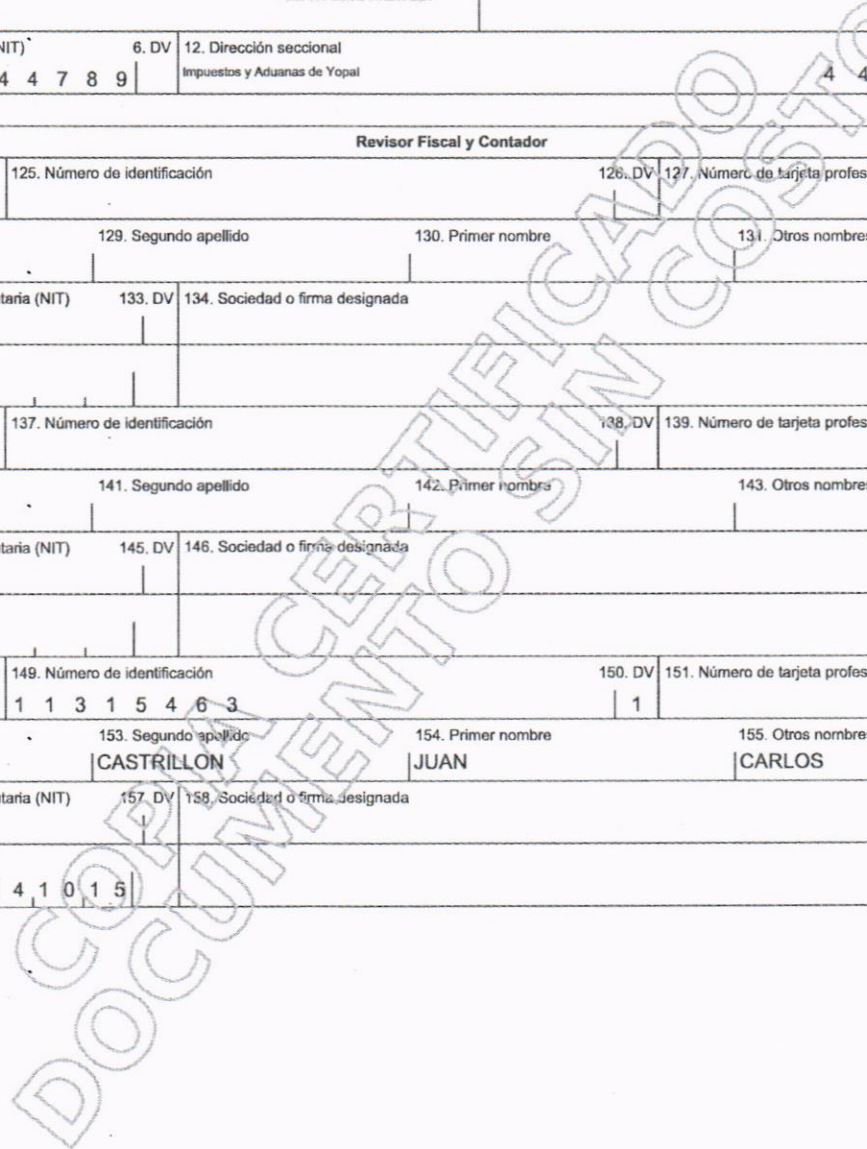 NIT) 6. DV 12. Dirección seccional
4 4 7 8 9 Impuestos y Aduanas de Yopal 4 4
Revisor Fiscal y Contador
125. Número de identificación 126. DV 127. Número de tarjeta profes
129. Segundo apellido 130. Primer nombre 131. Otros nombres
taria (NIT) 133. DV 134. Sociedad o firma designada
137. Número de identificación 138. DV 139. Número de tarjeta profes
141. Segundo apellido 142. Primer nombre 143. Otros nombres
taria (NIT) 145. DV 146. Sociedad o firma designada
149. Número de identificación 150. DV 151. Número de tarjeta profes
1 1 3 1 5 4 6 3 1
153. Segundo apellido 154. Primer nombre 155. Otros nombres
CASTRILLON JUAN CARLOS
taria (NIT) 157. DV 158. Sociedad o firma designada
4 1 0 1 5
COPIA CERTIFICADO
DOCUMENTO SIN COSTO